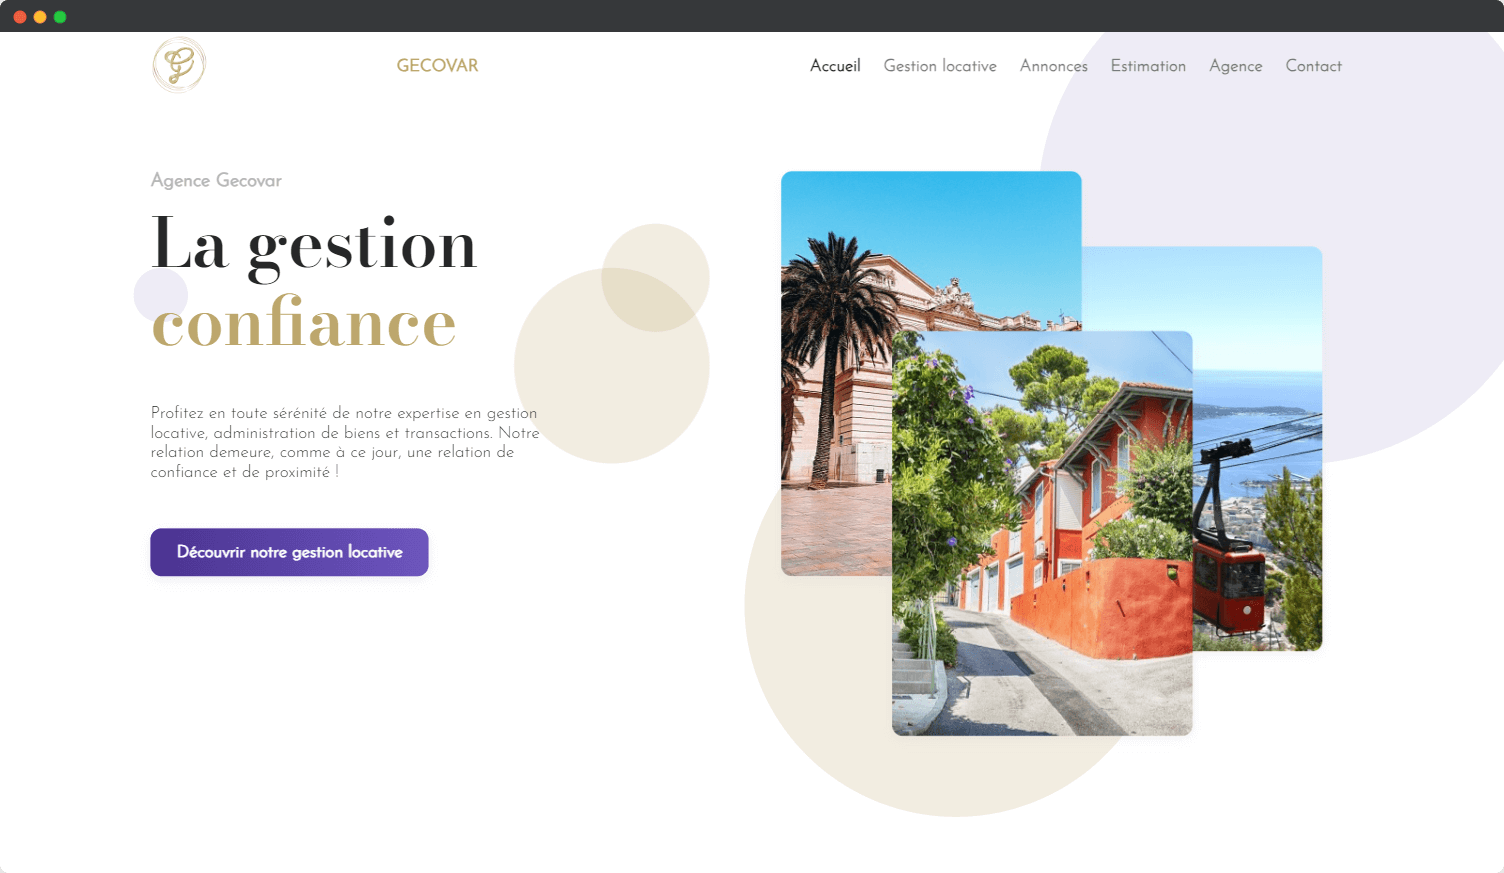 GECOVAR
Accueil Gestion locative Annonces Estimation Agence Contact
Agence Gecovar
La gestion
confiance
Profitez en toute sérénité de notre expertise en gestion
locative, administration de biens et transactions. Notre
relation demeure, comme à ce jour, une relation de
confiance et de proximité !
Découvrir notre gestion locative